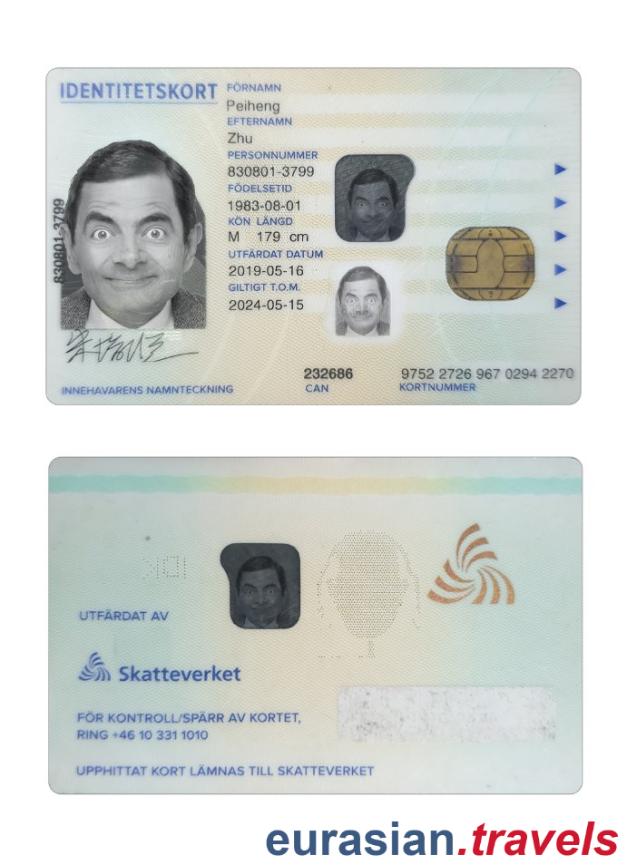 IDENTITETSKORT
FÖRNAMN
Peiheng
EFTERNAMN
Zhu
PERSONNUMMER
830801-3799
FÖDELSETID
1983-08-01
KÖN LÄNGD
M 179 cm
UTFÄRDAT DATUM
2019-05-16
GILTIGT T.O.M.
2024-05-15
830801-3799
INNEHAVARENS NAMNTECKNING
232686
CAN
9752 2726 967 0294 2270
KORTNUMMER
UTFÄRDAT AV
Skatteverket
FÖR KONTROLL/SPÄRR AV KORTET,
RING +46 10 331 1010
UPPHITTAT KORT LÄMNAS TILL SKATTEVERKET
eurasian.travels